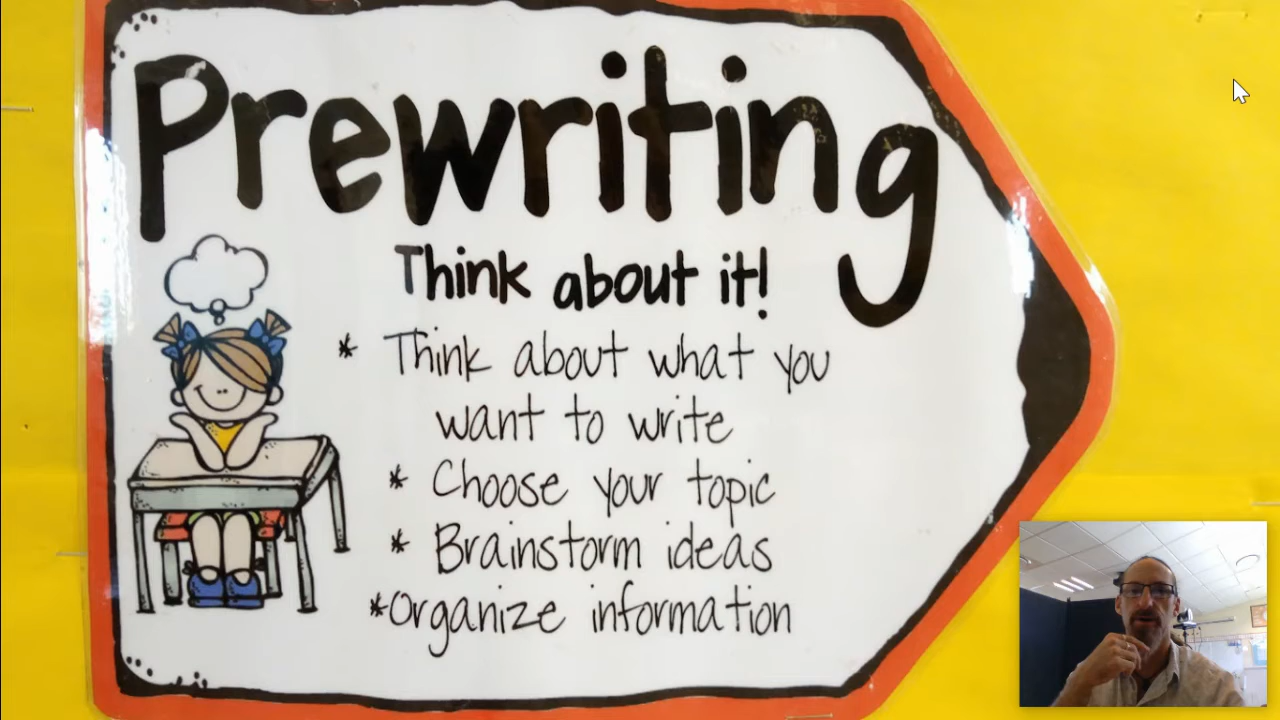 Prewriting
Think about it!
* Think about what you
want to write
* Choose your topic
* Brainstorm ideas
*Organize information